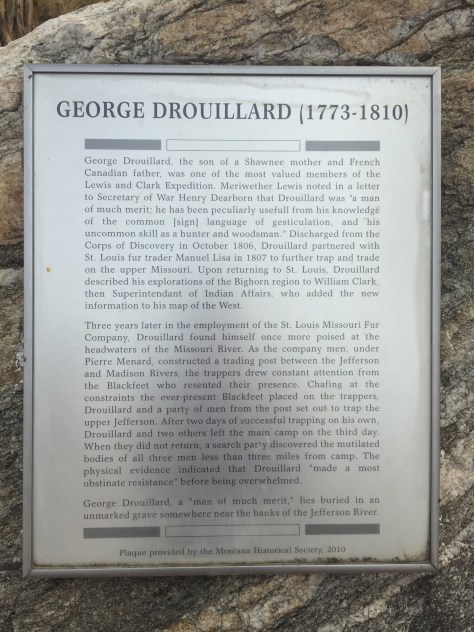 GEORGE DROUILLARD (1773-1810)
George Drouillard, the son of a Shawnee mother and French
Canadian father, was one of the most valued members of the
Lewis and Clark Expedition. Meriwether Lewis noted in a letter
to Secretary of War Henry Dearborn that Drouillard was "a man
of much merit; he has been peculiarly usefull from his knowledge
of the common [sign] language of gesticulation, and his
uncommon skill as a hunter and woodsman." Discharged from the
Corps of Discovery in October 1806, Drouillard partnered with
St. Louis fur trader Manuel Lisa in 1807 to further trap and trade
on the upper Missouri. Upon returning to St. Louis, Drouillard
described his explorations of the Bighorn region to William Clark,
then Superintendant of Indian Affairs, who added the new
information to his map of the West.
Three years later in the employment of the St. Louis Missouri Fur
Company, Drouillard found himself once more poised at the
headwaters of the Missouri River. As the company men, under
Pierre Menard, constructed a trading post between the Jefferson
and Madison Rivers, the trappers drew constant attention from
the Blackfeet who resented their presence. Chafing at the
constraints the ever-present Blackfeet placed on the trappers,
Drouillard and a party of men from the post set out to trap the
upper Jefferson. After two days of successful trapping on his own,
Drouillard and two others left the main camp on the third day.
When they did not return, a search party discovered the mutilated
bodies of all three men less than three miles from camp. The
physical evidence indicated that Drouillard "made a most
obstinate resistance" before being overwhelmed.
George Drouillard, a "man of much merit," lies buried in an
unmarked grave somewhere near the banks of the Jefferson River.
Plaque provided by the Montana Historical Society, 2010